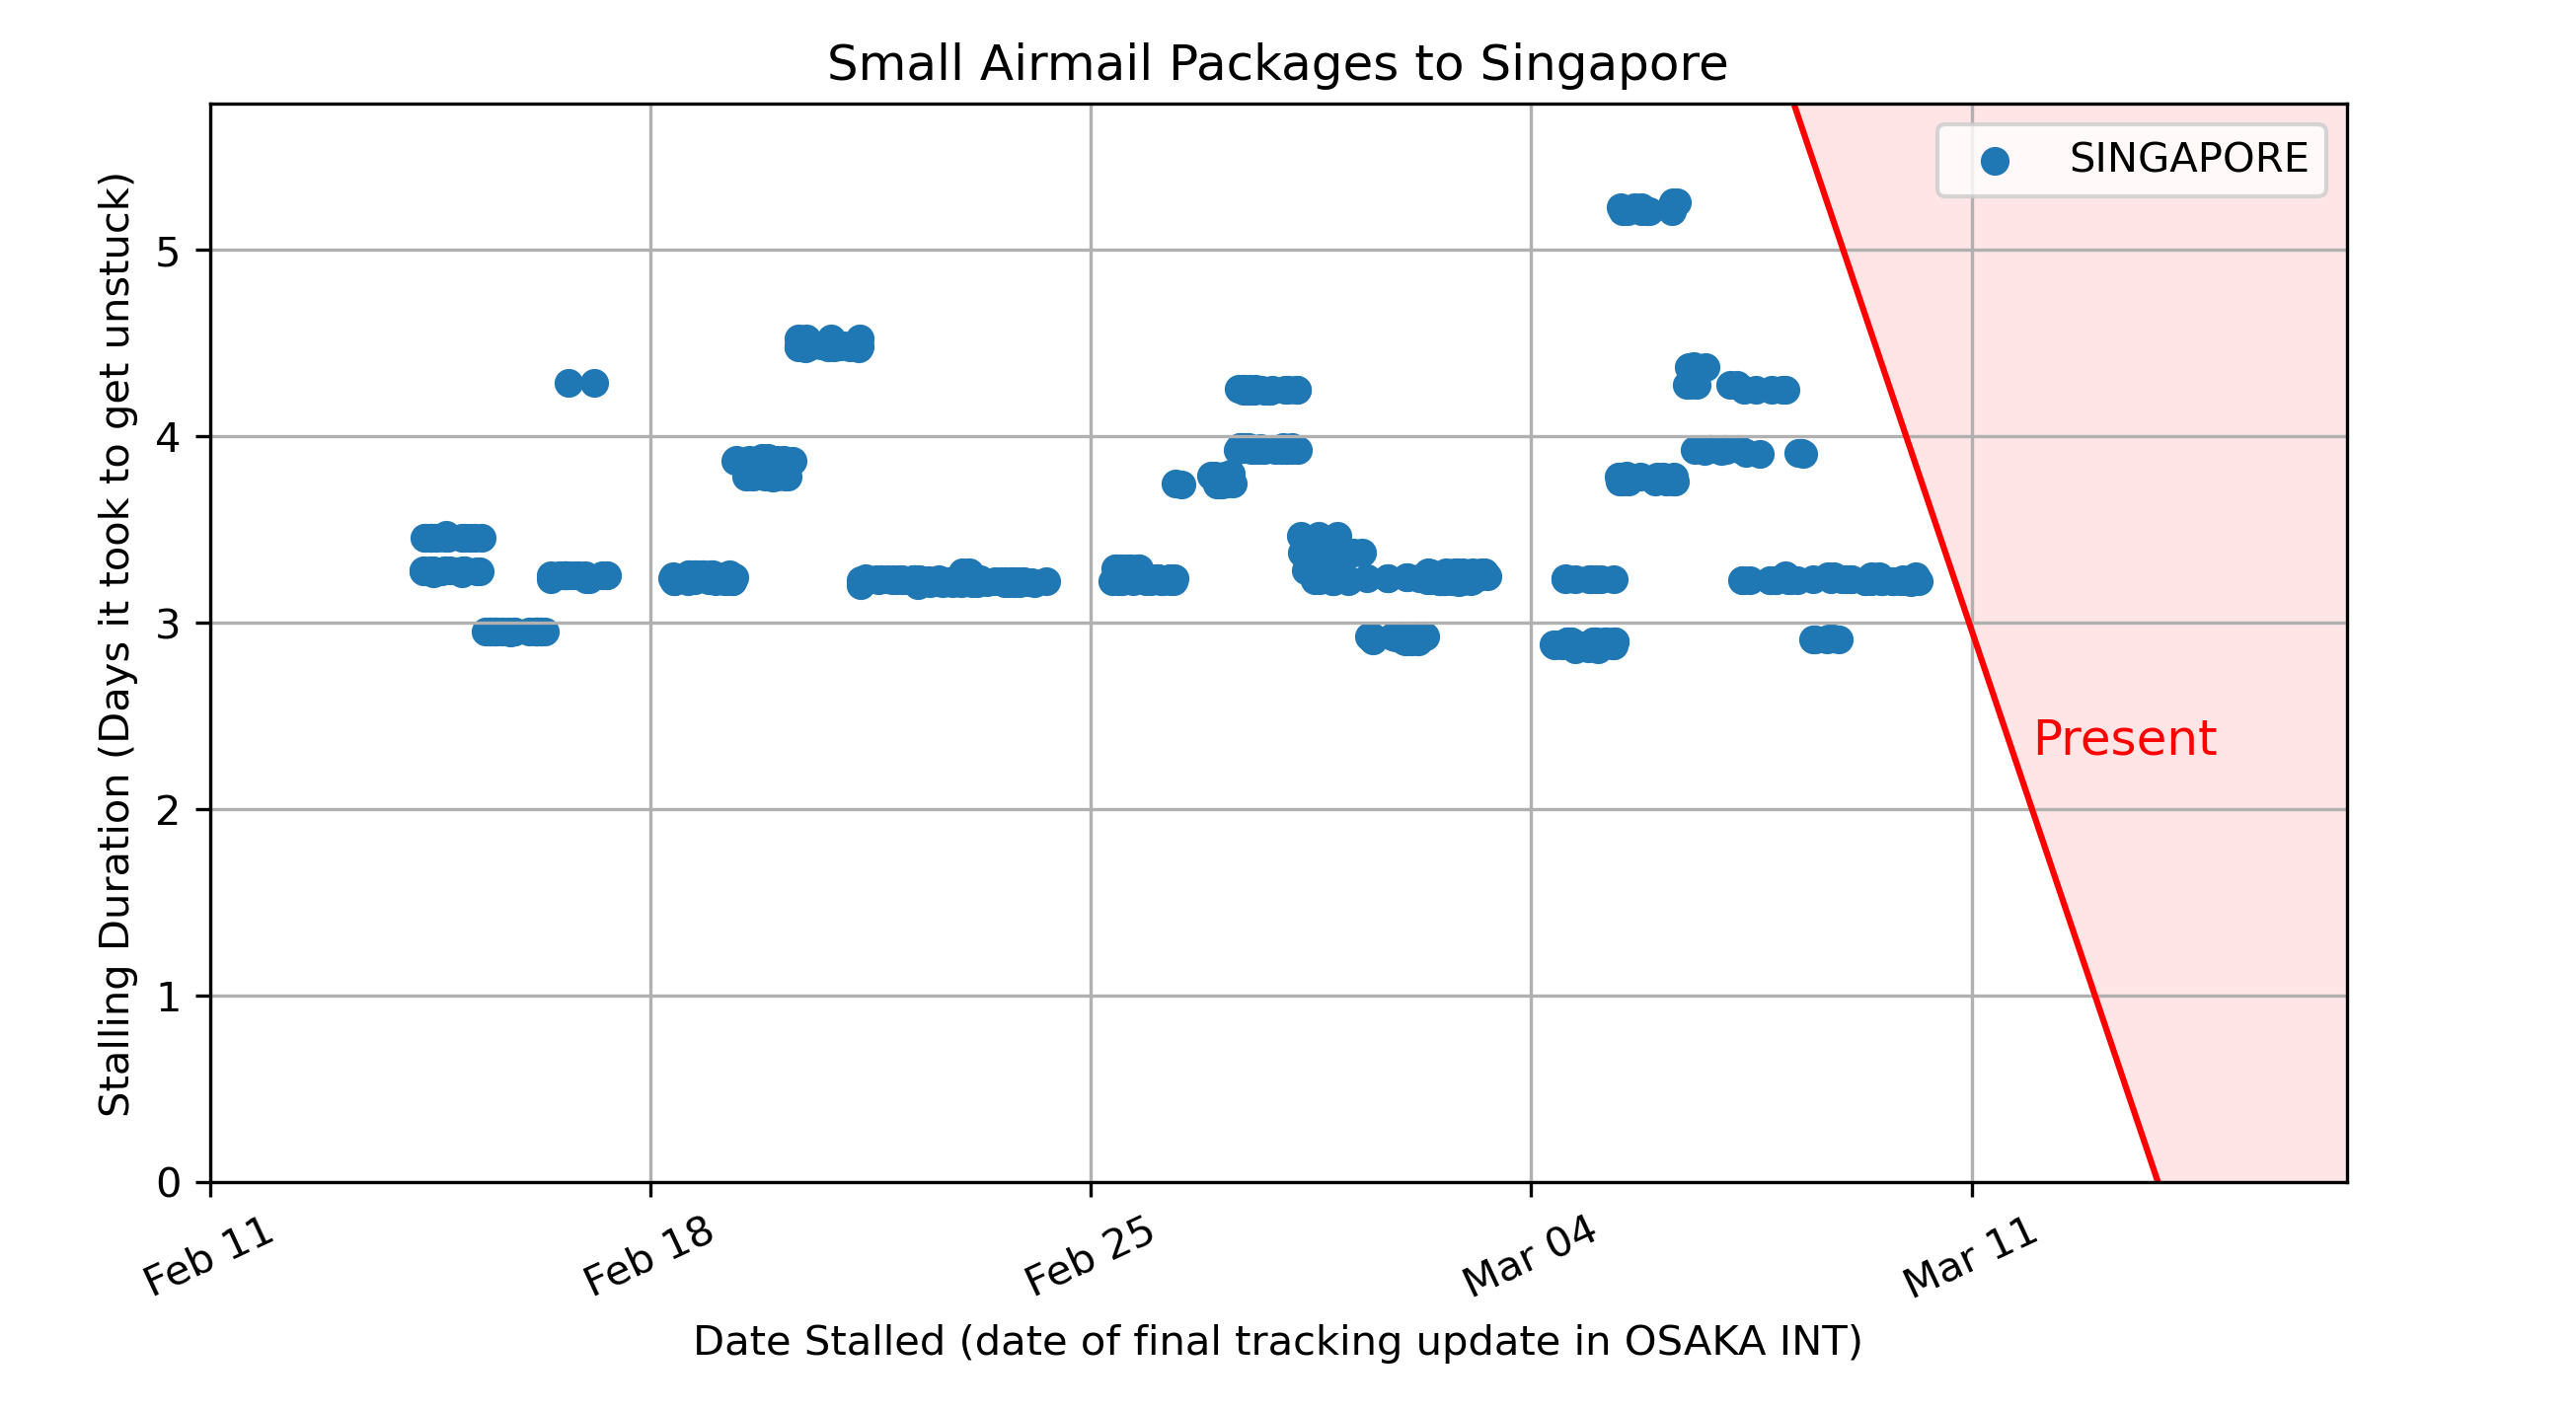 Small Airmail Packages to Singapore
SINGAPORE
Stalling Duration (Days it took to get unstuck)
5
4
3
2
1
0
Present
Feb 11
Feb 18
Feb 25
Mar 04
Mar 11
Date Stalled (date of final tracking update in OSAKA INT)